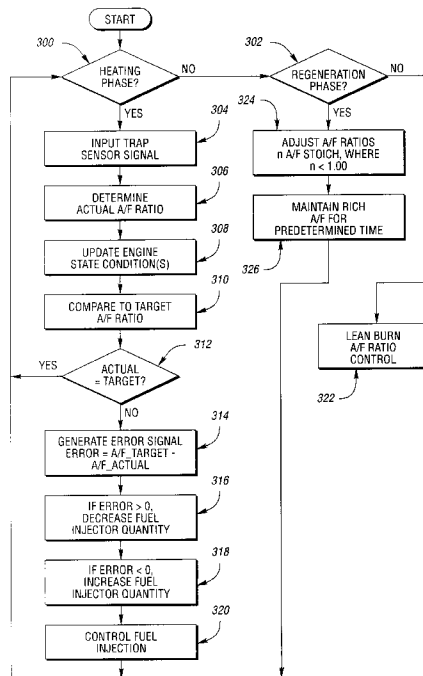 START
300
HEATING
PHASE?
NO
YES
302
REGENERATION
PHASE?
NO
YES
304
INPUT TRAP
SENSOR SIGNAL
306
DETERMINE
ACTUAL A/F RATIO
308
UPDATE ENGINE
STATE CONDITION(S)
310
COMPARE TO TARGET
A/F RATIO
312
ACTUAL
= TARGET?
YES
NO
314
GENERATE ERROR SIGNAL
ERROR = A/F_TARGET -
A/F_ACTUAL
316
IF ERROR > 0,
DECREASE FUEL
INJECTOR QUANTITY
318
IF ERROR < 0,
INCREASE FUEL
INJECTOR QUANTITY
320
CONTROL FUEL
INJECTION
324
ADJUST A/F RATIOS
n A/F STOICH, WHERE
n < 1.00
MAINTAIN RICH
A/F FOR
PREDETERMINED TIME
326
LEAN BURN
A/F RATIO
CONTROL
322